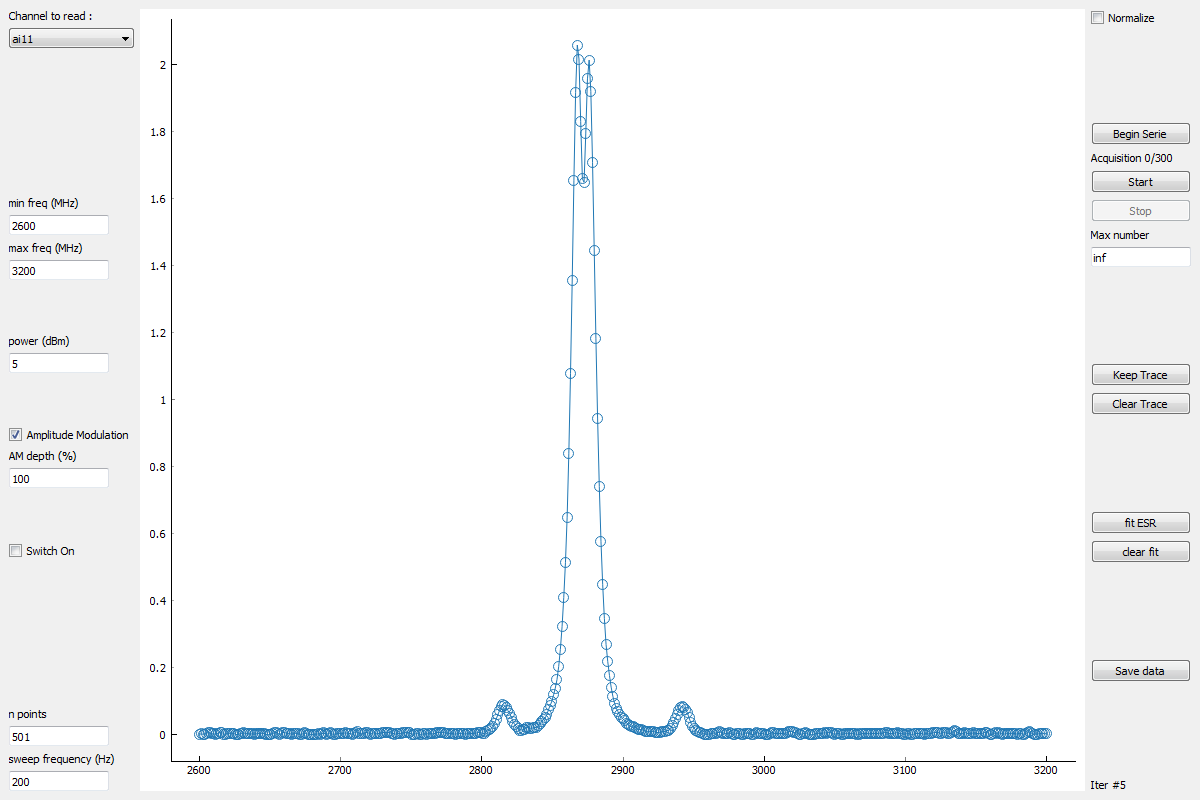 Channel to read :
ai11
min freq (MHz)
2600
max freq (MHz)
3200
power (dBm)
5
Amplitude Modulation
AM depth (%)
100
Switch On
n points
501
sweep frequency (Hz)
200
2
1.8
1.6
1.4
1.2
1
0.8
0.6
0.4
0.2
0
2600 2700 2800 2900 3000 3100 3200
Normalize
Begin Serie
Acquisition 0/300
Start
Stop
Max number
inf
Keep Trace
Clear Trace
fit ESR
clear fit
Save data
Iter #5